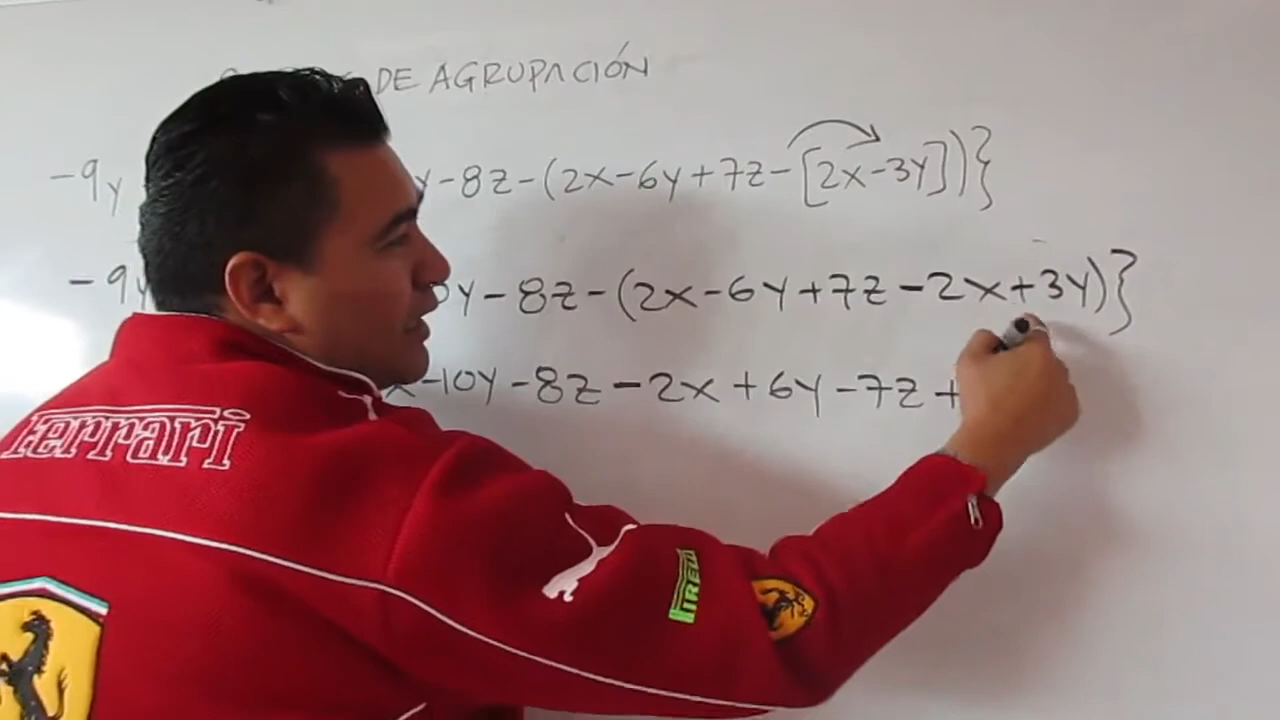 DE AGRUPACIÓN
-9y y-8z-(2x-6y+7z-[2x-3y])}
-9y 0y-8z-(2x-6y+7z-2x+3y)}
x-10y-8z-2x+6y-7z+
Ferrari
PIRELLI